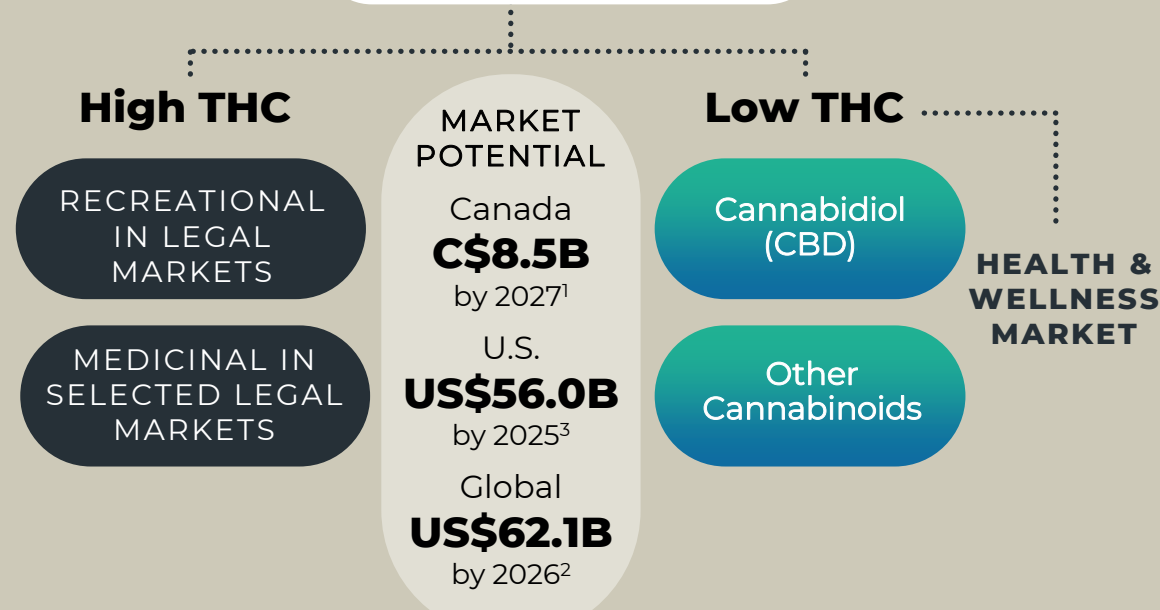 High THC
RECREATIONAL
IN LEGAL
MARKETS
MEDICINAL IN
SELECTED LEGAL
MARKETS
MARKET
POTENTIAL
Canada
C$8.5B
by 2027¹
U.S.
US$56.0B
by 2025³
Global
US$62.1B
by 2026²
Low THC
Cannabidiol
(CBD)
Other
Cannabinoids
HEALTH &
WELLNESS
MARKET